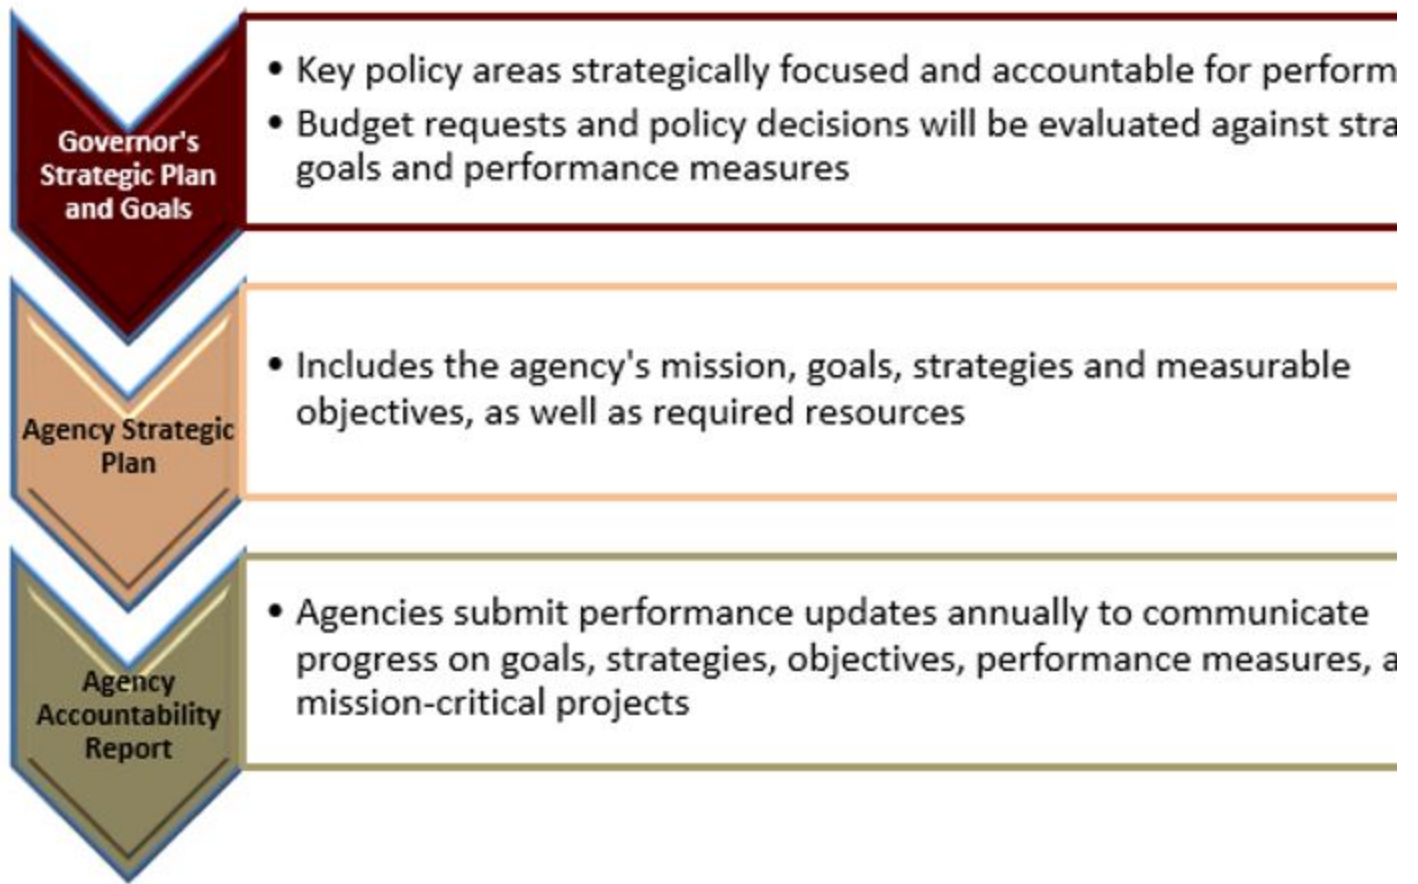 Governor's
Strategic Plan
and Goals
• Key policy areas strategically focused and accountable for perform
• Budget requests and policy decisions will be evaluated against stra
goals and performance measures
Agency Strategic
Plan
• Includes the agency's mission, goals, strategies and measurable
objectives, as well as required resources
Agency
Accountability
Report
• Agencies submit performance updates annually to communicate
progress on goals, strategies, objectives, performance measures, a
mission-critical projects